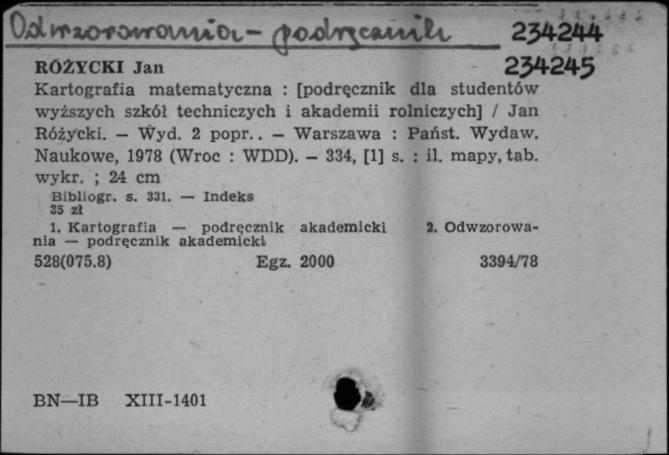 Odwzorowania - podręcznik 234244
RÓŻYCKI Jan 234245
Kartografia matematyczna : [podręcznik dla studentów
wyższych szkół technicznych i akademii rolniczych] / Jan
Różycki. — Wyd. 2 popr.. — Warszawa : Państ. Wydaw.
Naukowe, 1978 (Wroc : WDD). — 334, [1] s. : il. mapy, tab.
wykr. ; 24 cm
Bibliogr. s. 331. — Indeks
35 zł
1. Kartografia — podręcznik akademicki 2. Odwzorowa-
nia — podręcznik akademicki
528(075.8) Egz. 2000 3394/78
BN—IB XIII-1401